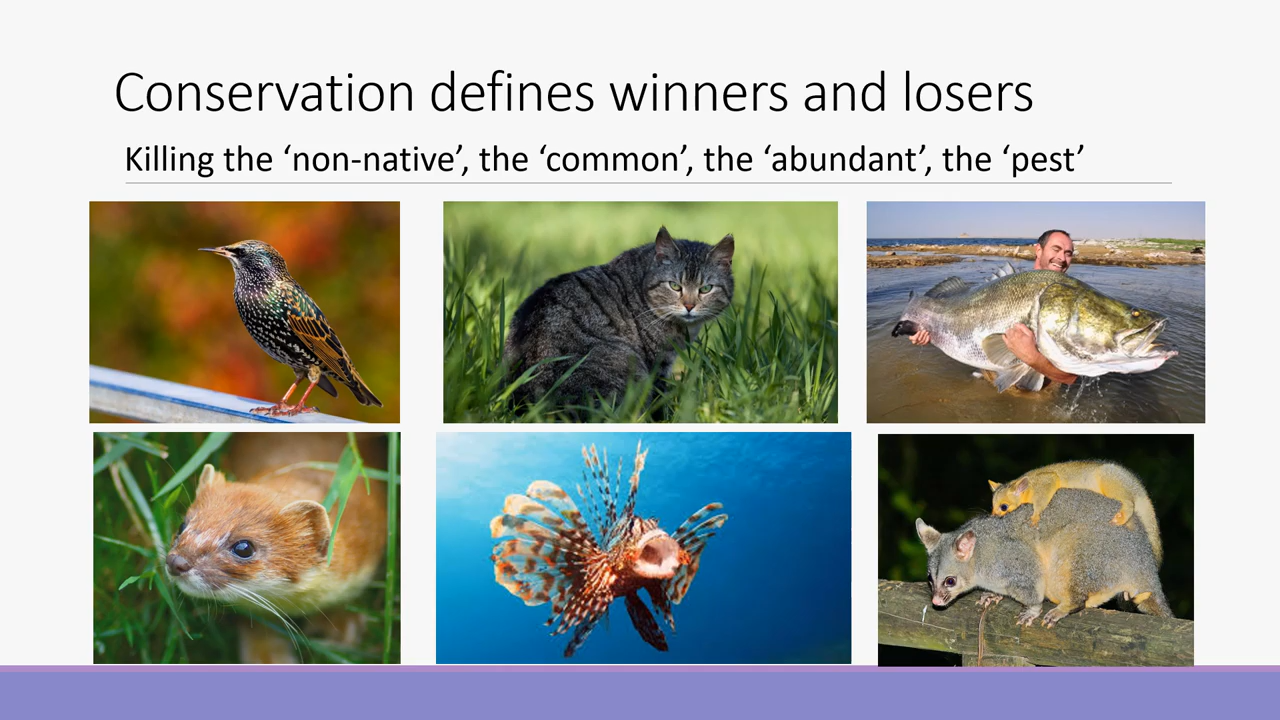 Conservation defines winners and losers
Killing the ‘non-native’, the ‘common’, the ‘abundant’, the ‘pest’